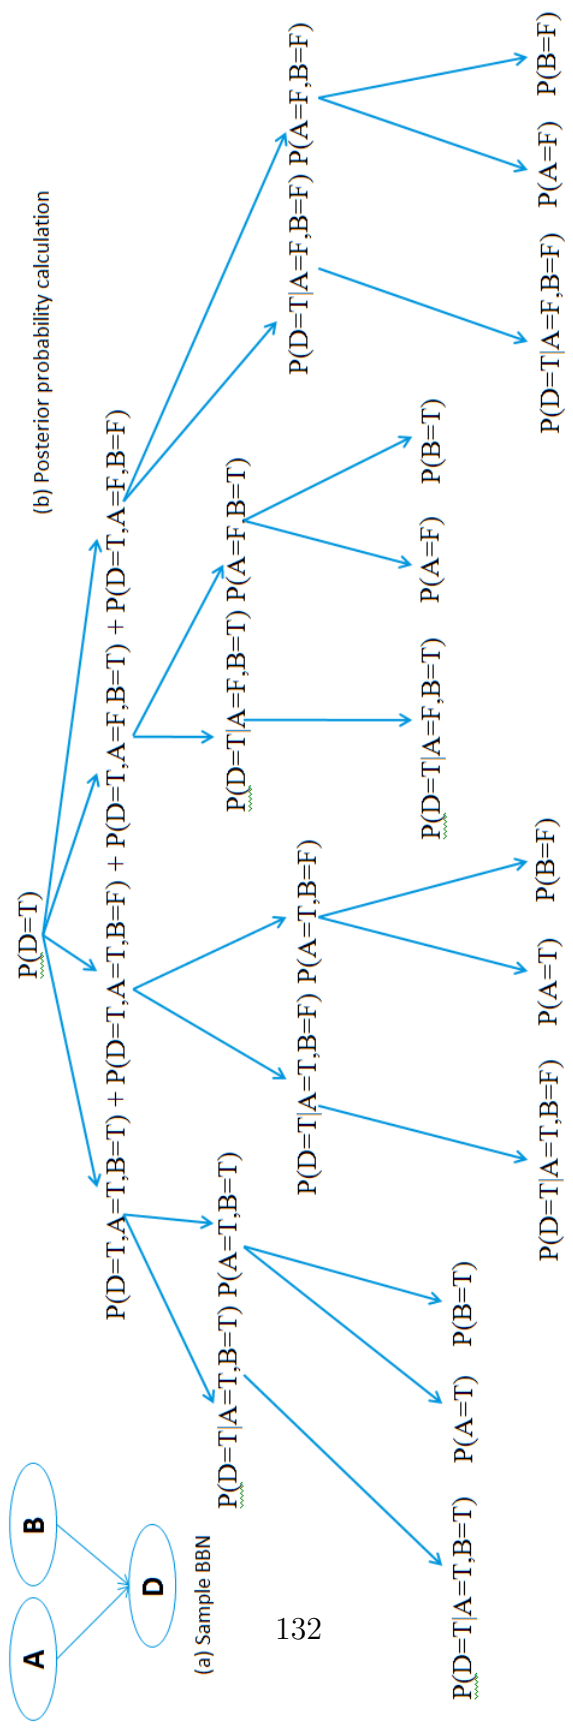 A B
D
(a) Sample BBN
(b) Posterior probability calculation
P(D=T)
P(D=T,A=T,B=T) + P(D=T,A=T,B=F) + P(D=T,A=F,B=T) + P(D=T,A=F,B=F)
P(D=T|A=T,B=T) P(A=T,B=T)
P(D=T|A=F,B=T) P(A=F,B=T)
P(D=T|A=T,B=F) P(A=T,B=F)
P(D=T|A=F,B=F) P(A=F,B=F)
P(D=T|A=T,B=T) P(A=T) P(B=T)
P(D=T|A=F,B=T) P(A=F) P(B=T)
P(D=T|A=T,B=F) P(A=T) P(B=F)
P(D=T|A=F,B=F) P(A=F) P(B=F)
132